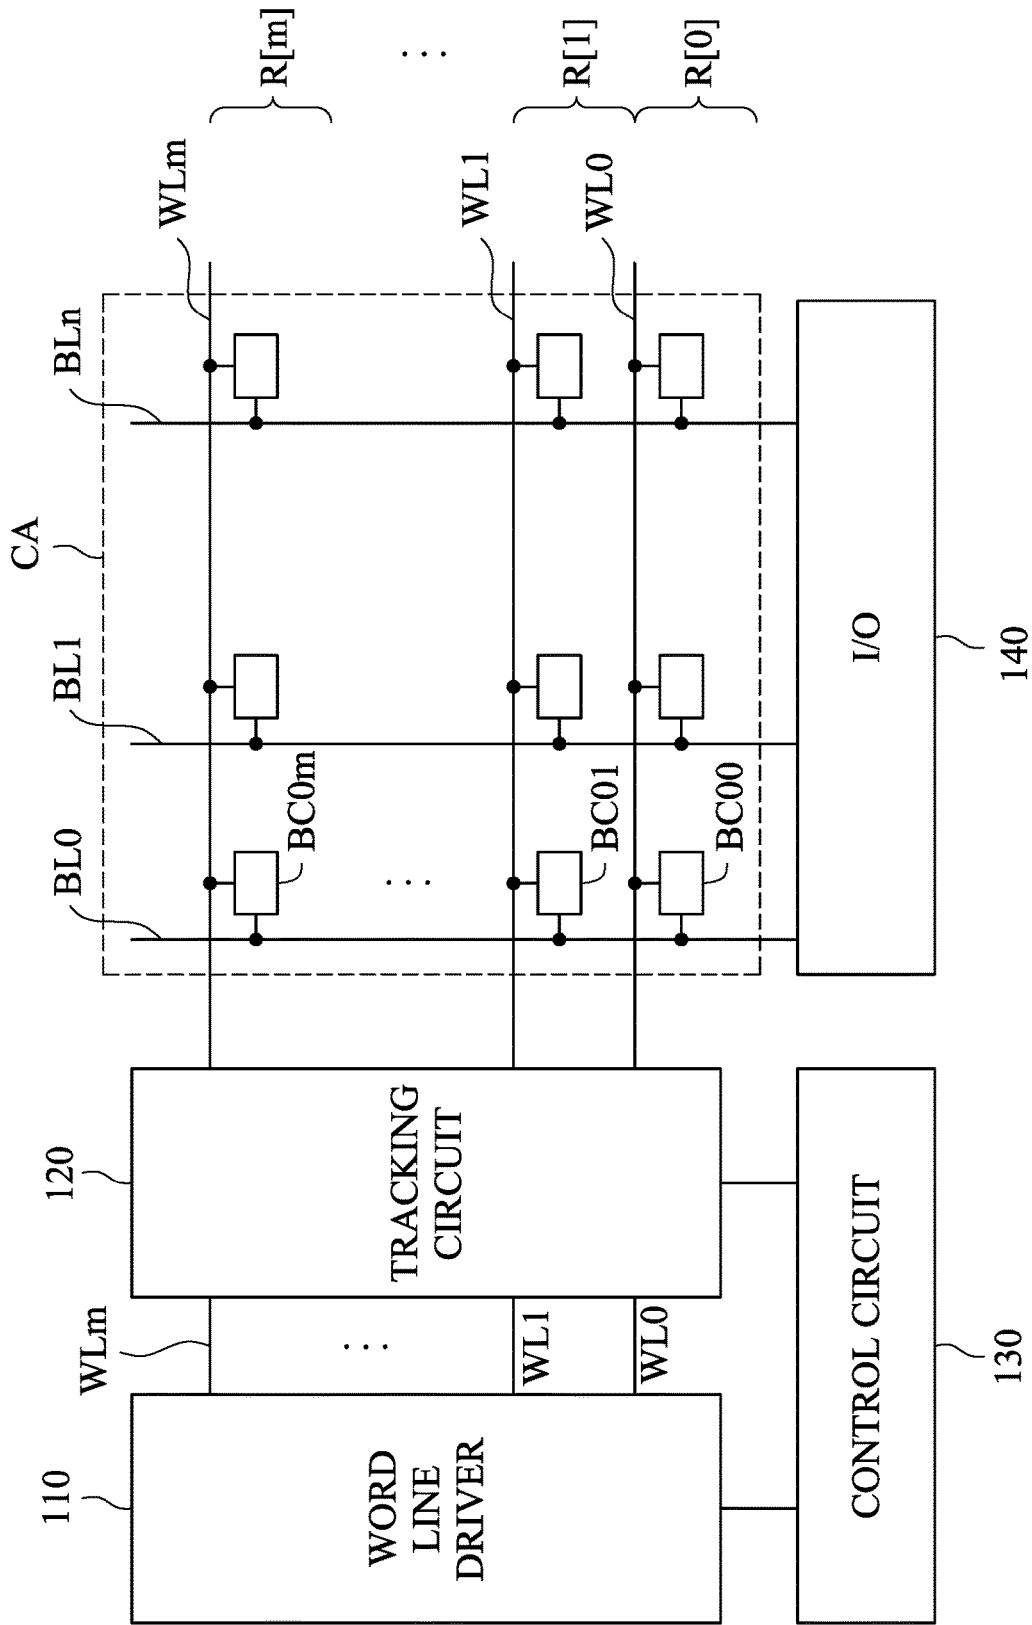 CA
BL0
BL1
BLn
110
WORD
LINE
DRIVER
WLm
...
WL1
WL0
120
TRACKING
CIRCUIT
BC0m
...
BC01
BC00
WLm
WL1
WL0
R[m]
...
R[1]
R[0]
CONTROL CIRCUIT
130
I/O
140